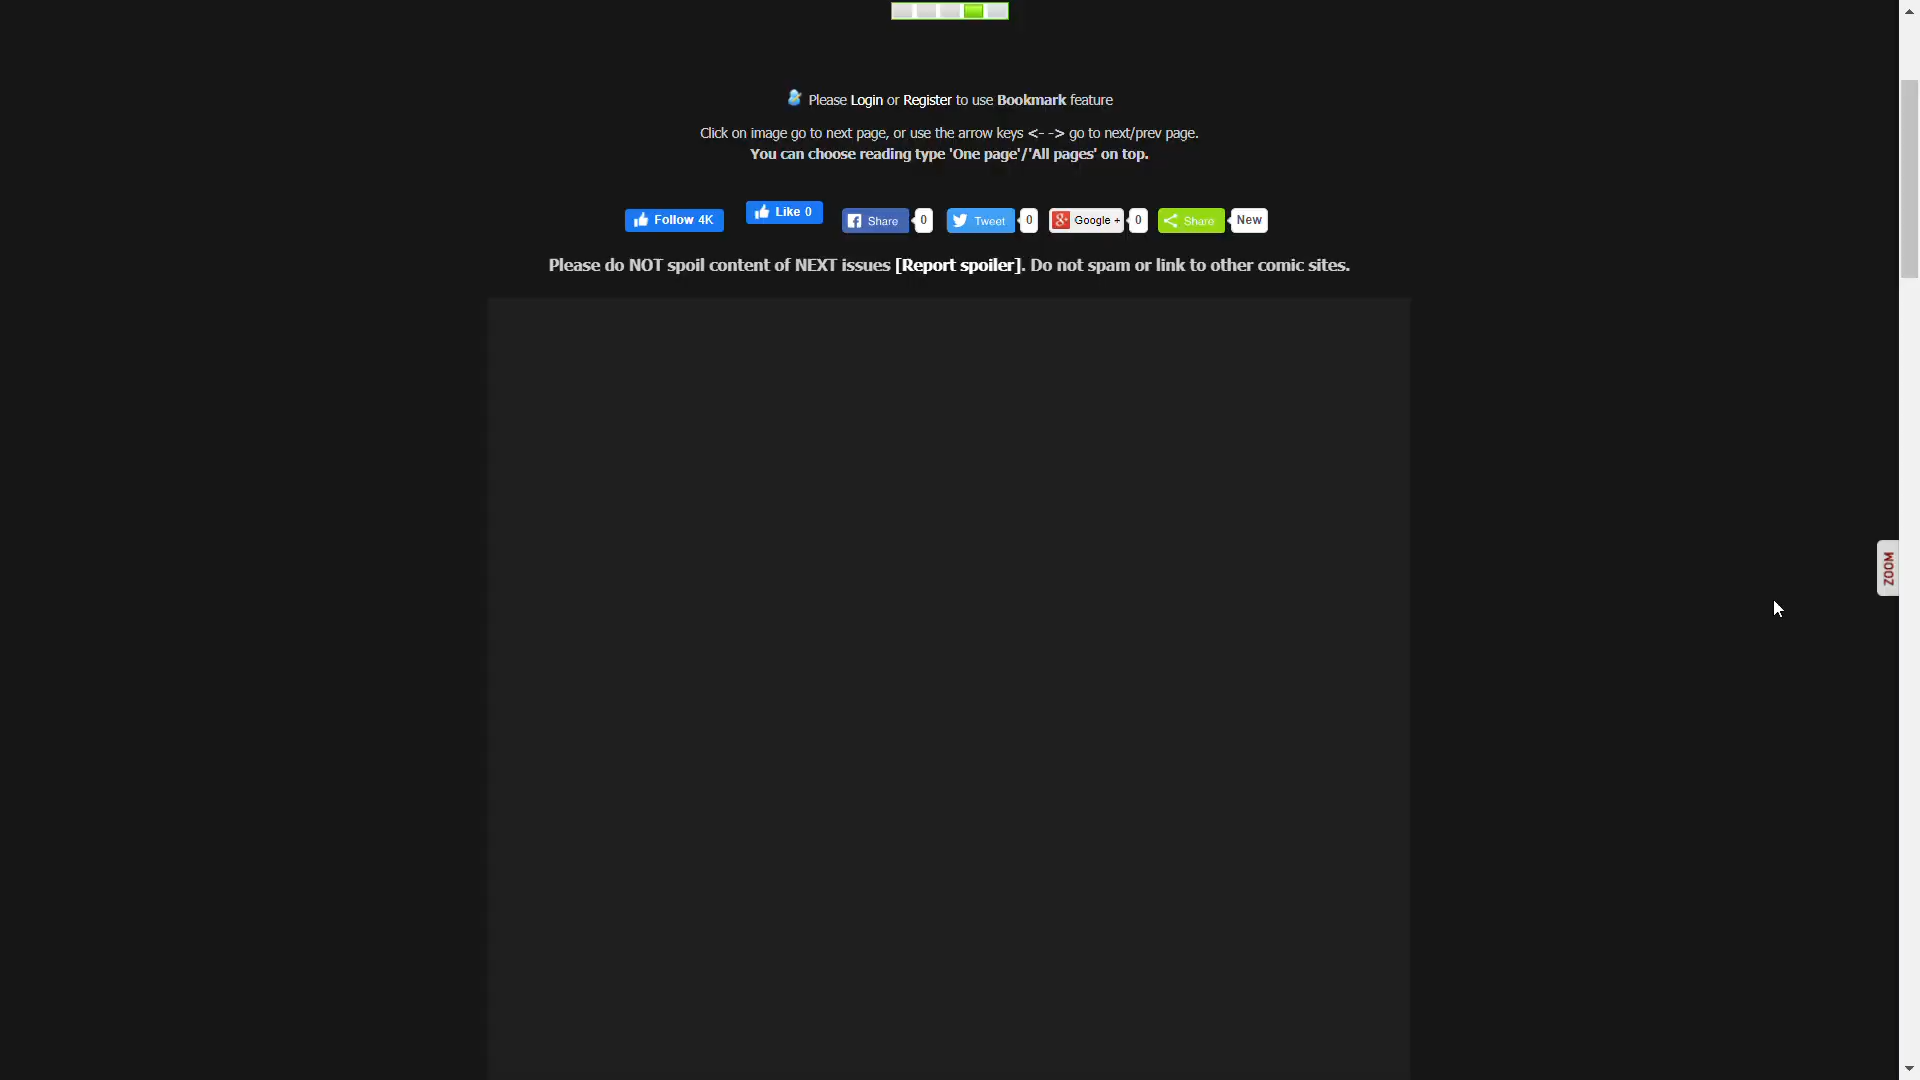 Please Login or Register to use Bookmark feature
Click on image go to next page, or use the arrow keys <- -> go to next/prev page.
You can choose reading type 'One page'/'All pages' on top.
Follow 4K Like 0 Share 0 Tweet 0 Google + 0 Share New
Please do NOT spoil content of NEXT issues [Report spoiler]. Do not spam or link to other comic sites.
ZOOM